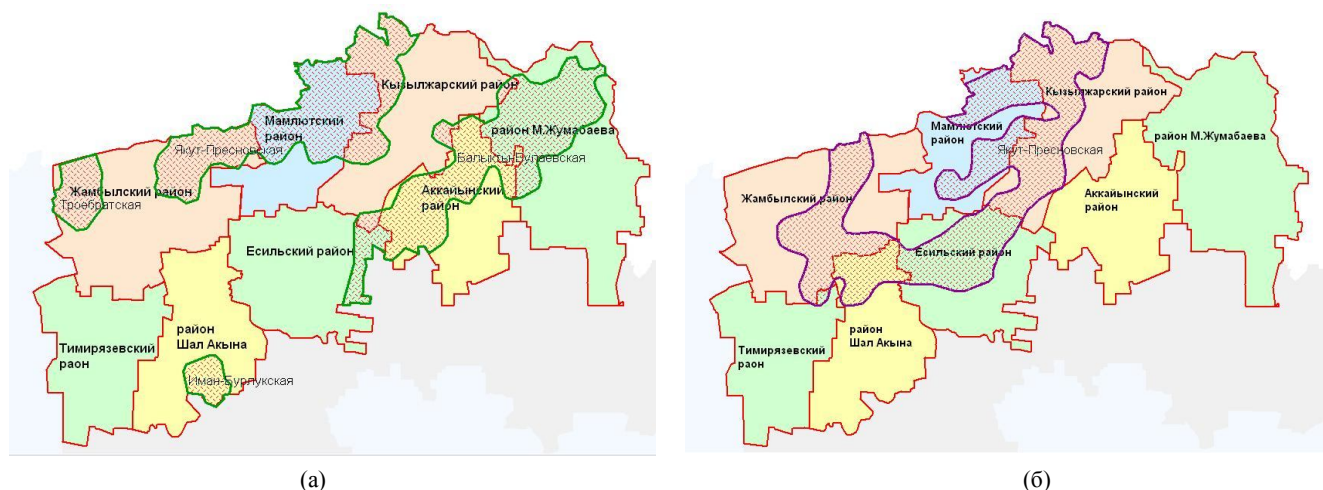 Кызылжарский район
Мамлютский
район
район М.Жумабаева
Якут-Пресновская
Балыкты-Булаевская
Жамбылский район
Троебратская
Аккайынский
район
Есильский район
район
Шал Акына
Тимирязевский
раон
Иман-Бурлукская
(а)
Кызылжарский район
Мамлютский
район
район М.Жумабаева
Якут-Пресновская
Жамбылский район
Аккайынский
район
Есильский район
район
Шал Акына
Тимирязевский
раон
(б)